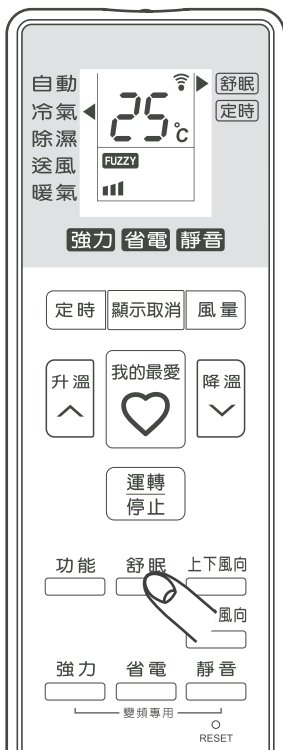 自動
冷氣
除濕
送風
暖氣
25℃
舒眠
定時
FUZZY
強力 省電 靜音
定時 顯示取消 風量
升溫 我的最愛 降溫
運轉
停止
功能 舒眠 上下風向
風向
強力 省電 靜音
變頻專用
RESET